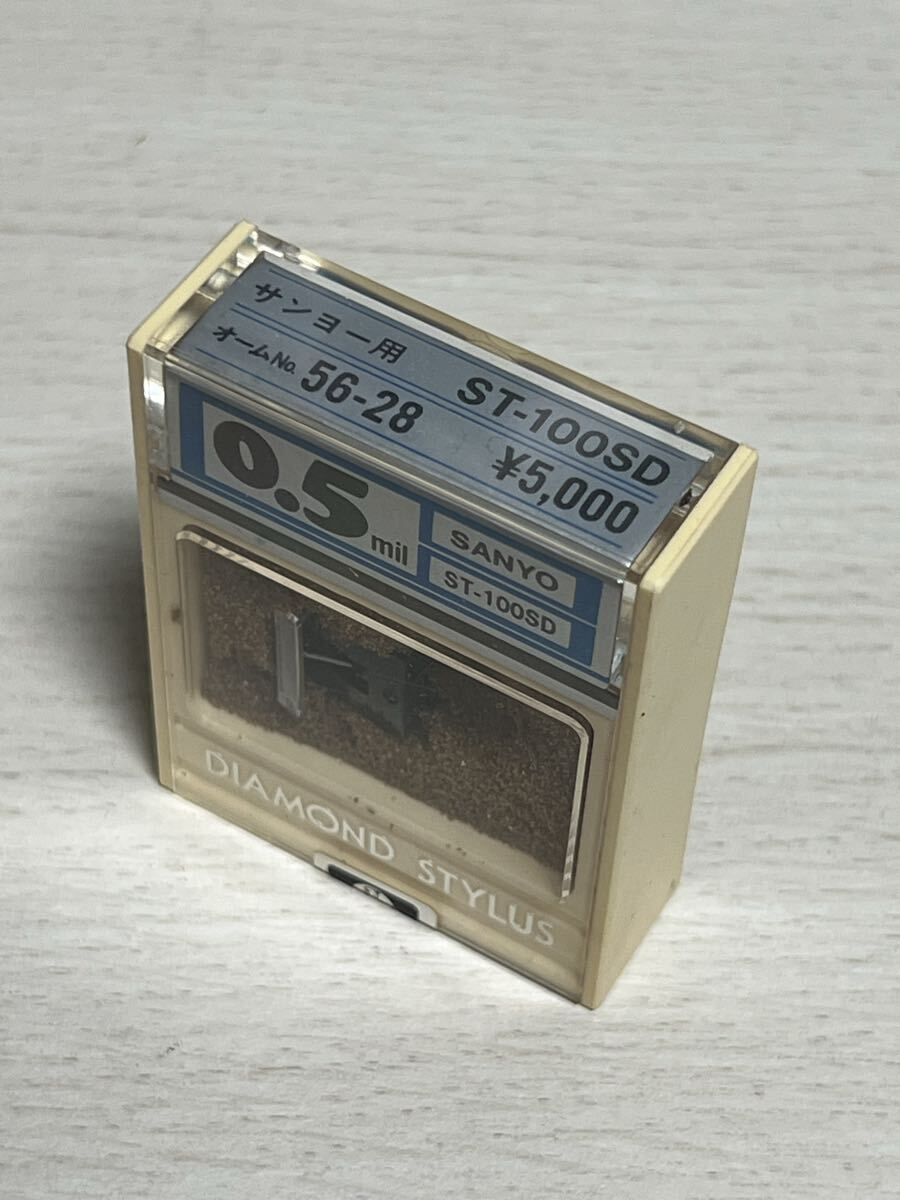 サンヨー用 ST-100SD
オームNo. 56-28 ¥5,000
0.5 mil
SANYO
ST-100SD
DIAMOND STYLUS